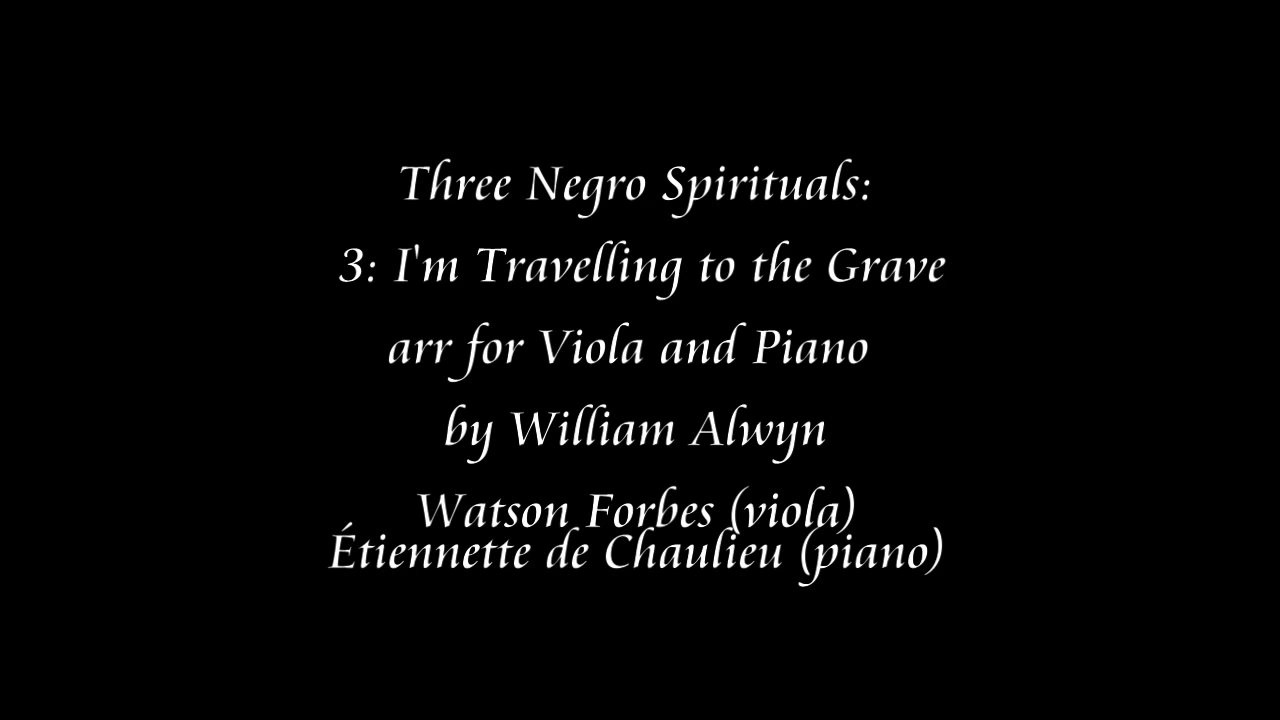 Three Negro Spirituals:
3: I'm Travelling to the Grave
arr for Viola and Piano
by William Alwyn
Watson Forbes (viola)
Étiennette de Chaulieu (piano)